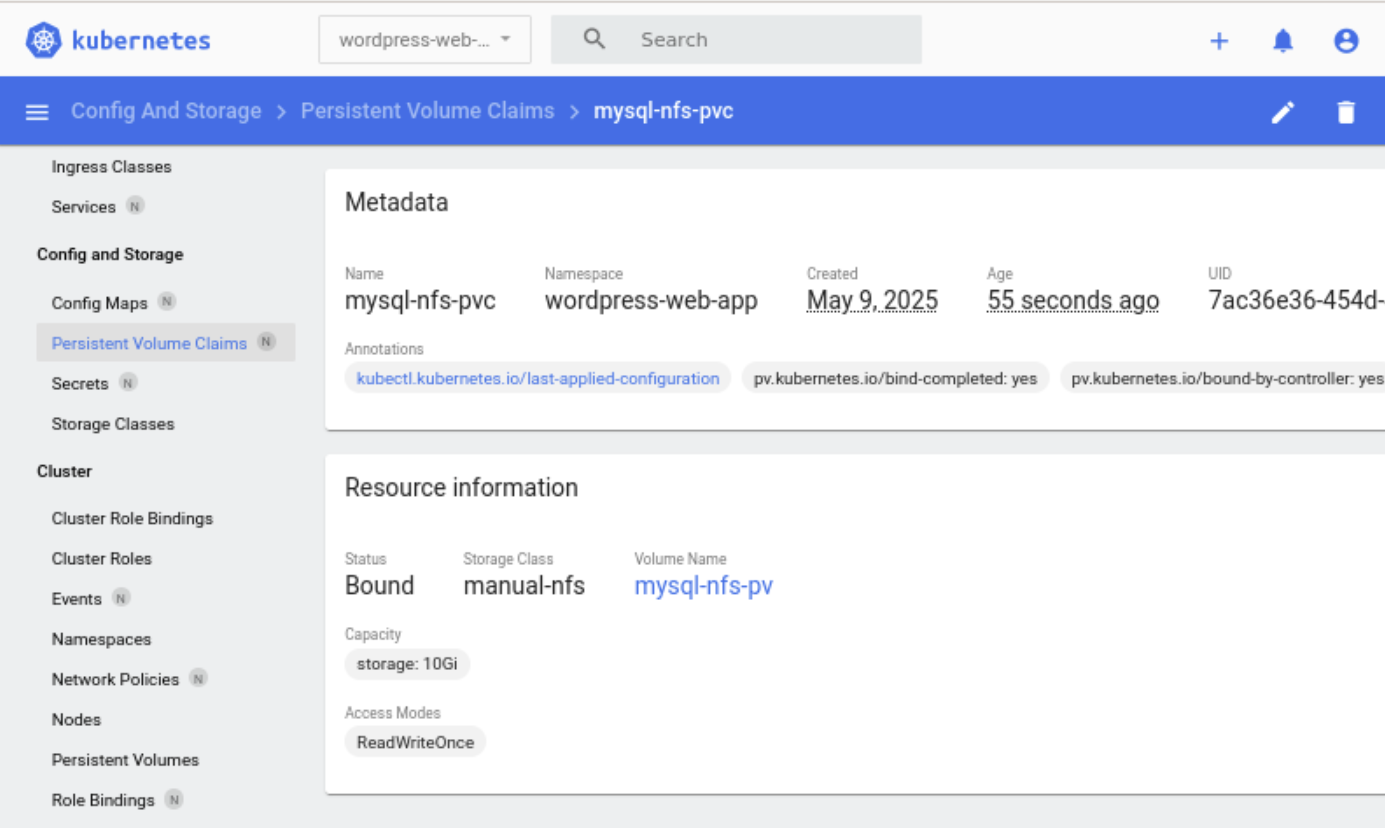 kubernetes
wordpress-web-...
Search
Config And Storage > Persistent Volume Claims > mysql-nfs-pvc
Ingress Classes
Services N
Config and Storage
Config Maps N
Persistent Volume Claims N
Secrets N
Storage Classes
Cluster
Cluster Role Bindings
Cluster Roles
Events N
Namespaces
Network Policies N
Nodes
Persistent Volumes
Role Bindings N
Metadata
Name Namespace Created Age UID
mysql-nfs-pvc wordpress-web-app May 9, 2025 55 seconds ago 7ac36e36-454d-
Annotations
kubectl.kubernetes.io/last-applied-configuration pv.kubernetes.io/bind-completed: yes pv.kubernetes.io/bound-by-controller: yes
Resource information
Status Storage Class Volume Name
Bound manual-nfs mysql-nfs-pv
Capacity
storage: 10Gi
Access Modes
ReadWriteOnce